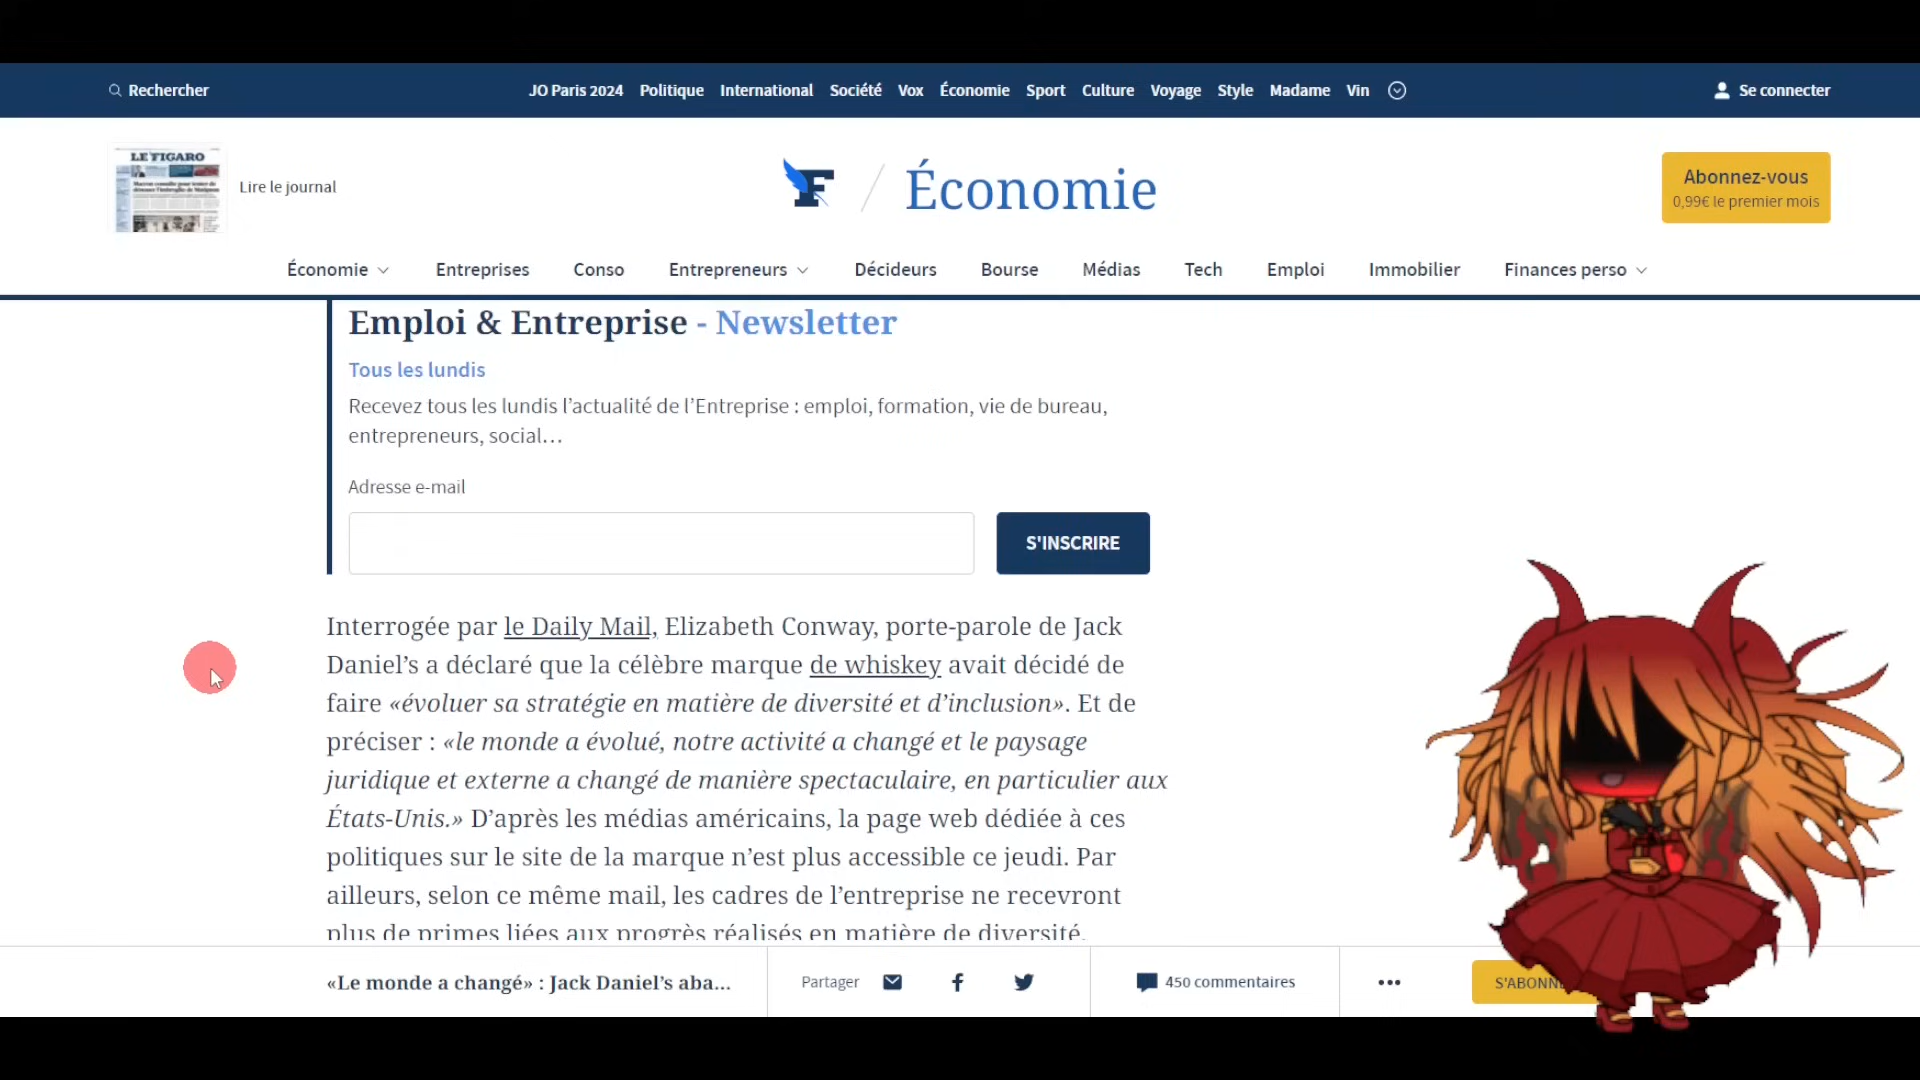 Rechercher
JO Paris 2024 Politique International Société Vox Économie Sport Culture Voyage Style Madame Vin
Se connecter
LE FIGARO
Lire le journal
F / Économie
Abonnez-vous
0,99€ le premier mois
Économie Entreprises Conso Entrepreneurs Décideurs Bourse Médias Tech Emploi Immobilier Finances perso
Emploi & Entreprise - Newsletter
Tous les lundis
Recevez tous les lundis l’actualité de l’Entreprise : emploi, formation, vie de bureau,
entrepreneurs, social…
Adresse e-mail
S'INSCRIRE
Interrogée par le Daily Mail, Elizabeth Conway, porte-parole de Jack
Daniel’s a déclaré que la célèbre marque de whiskey avait décidé de
faire «évoluer sa stratégie en matière de diversité et d’inclusion». Et de
préciser : «le monde a évolué, notre activité a changé et le paysage
juridique et externe a changé de manière spectaculaire, en particulier aux
États-Unis.» D’après les médias américains, la page web dédiée à ces
politiques sur le site de la marque n’est plus accessible ce jeudi. Par
ailleurs, selon ce même mail, les cadres de l’entreprise ne recevront
plus de primes liées aux progrès réalisés en matière de diversité.
«Le monde a changé» : Jack Daniel’s aba...
Partager
450 commentaires
S'ABONN